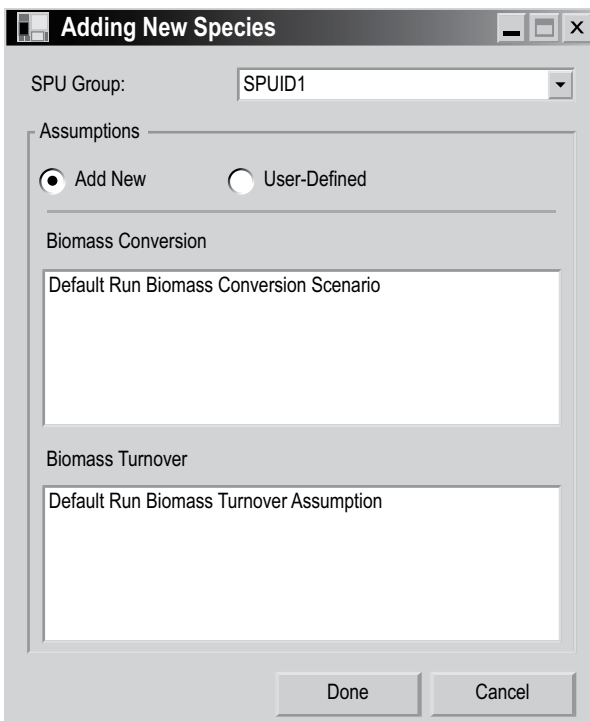 Adding New Species
SPU Group: SPUID1
Assumptions
Add New User-Defined
Biomass Conversion
Default Run Biomass Conversion Scenario
Biomass Turnover
Default Run Biomass Turnover Assumption
Done Cancel